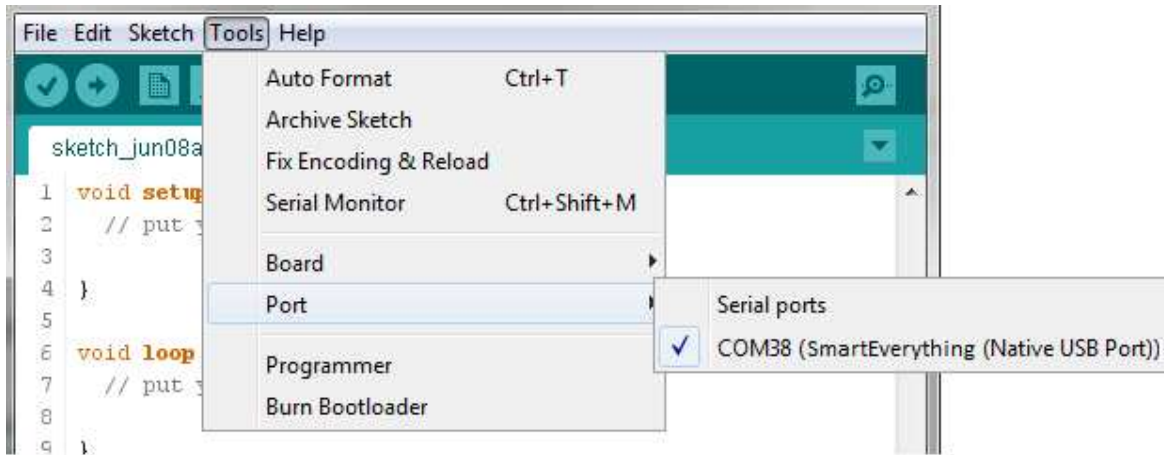 File Edit Sketch Tools Help
Auto Format Ctrl+T
Archive Sketch
Fix Encoding & Reload
Serial Monitor Ctrl+Shift+M
Board
Port
Programmer
Burn Bootloader
Serial ports
COM38 (SmartEverything (Native USB Port))
sketch_jun08a
1 void setup
2 // put
3
4 }
5
6 void loop
7 // put
8
9 }